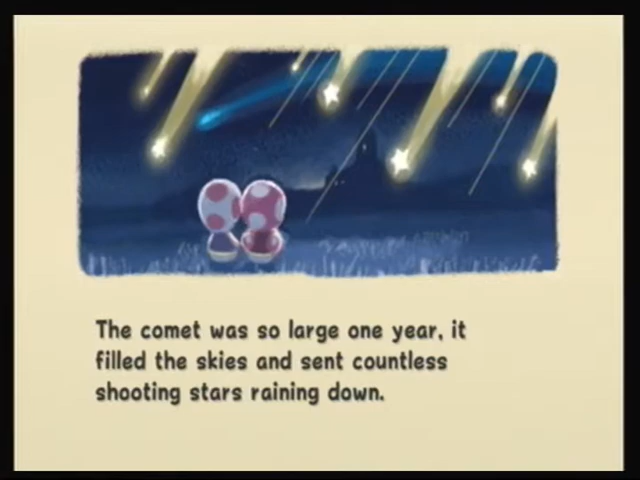 The comet was so large one year, it
filled the skies and sent countless
shooting stars raining down.